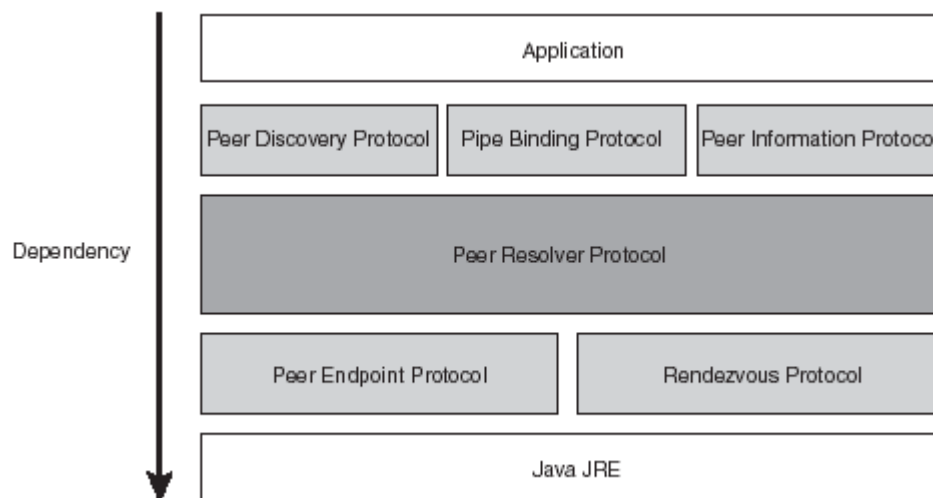 Application
Peer Discovery Protocol
Pipe Binding Protocol
Peer Information Protocol
Dependency
Peer Resolver Protocol
Peer Endpoint Protocol
Rendezvous Protocol
Java JRE